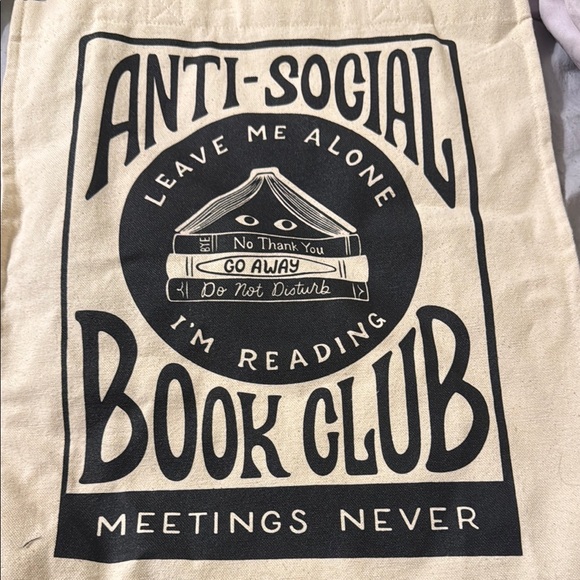 ANTI-SOCIAL
LEAVE ME ALONE
BYE
No Thank You
GO AWAY
Do Not Disturb
I'M READING
BOOK CLUB
MEETINGS NEVER